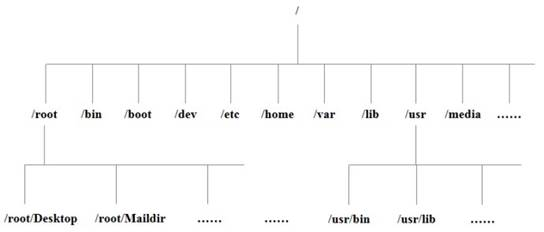 /
/root /bin /boot /dev /etc /home /var /lib /usr /media ……
/root/Desktop /root/Maildir …… …… /usr/bin /usr/lib ……